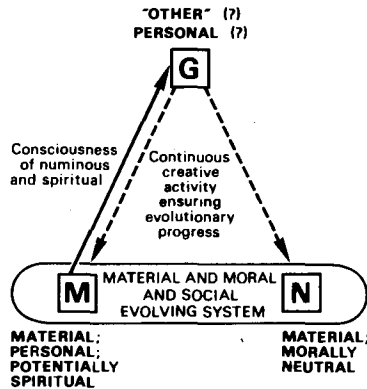 "OTHER" (?)
PERSONAL (?)
G
Consciousness
of numinous
and spiritual
Continuous
creative
activity
ensuring
evolutionary
progress
M
MATERIAL AND MORAL
AND SOCIAL
EVOLVING SYSTEM
N
MATERIAL;
PERSONAL;
POTENTIALLY
SPIRITUAL
MATERIAL;
MORALLY
NEUTRAL